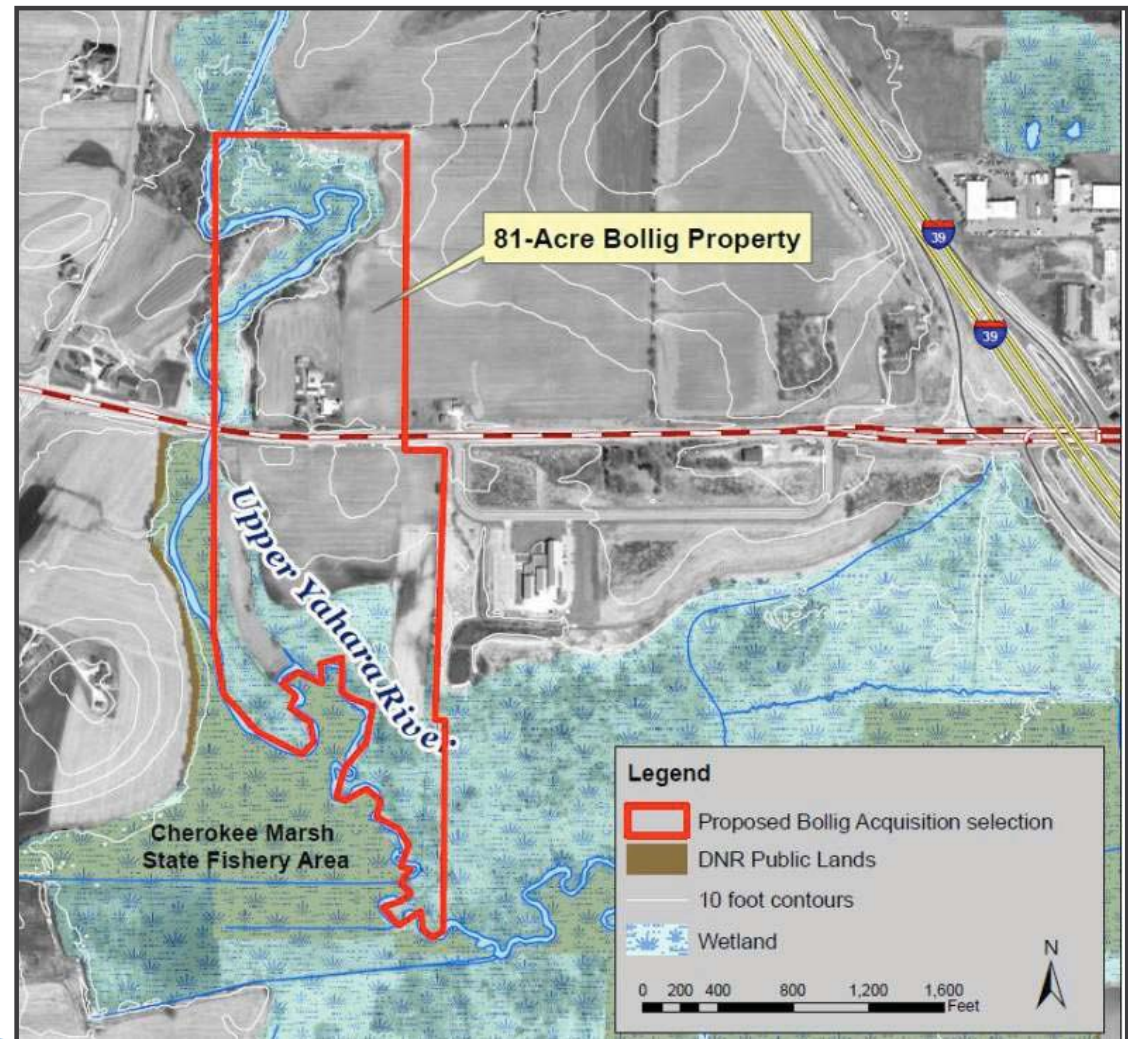 81-Acre Bollig Property
39
39
Upper Yahara River
Cherokee Marsh
State Fishery Area
Legend
Proposed Bollig Acquisition selection
DNR Public Lands
10 foot contours
Wetland
N
0 200 400 800 1,200 1,600
Feet